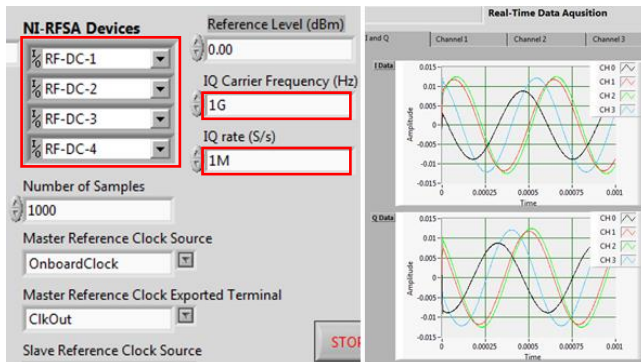 NI-RFSA Devices
RF-DC-1
RF-DC-2
RF-DC-3
RF-DC-4
Reference Level (dBm)
0.00
IQ Carrier Frequency (Hz)
1G
IQ rate (S/s)
1M
Number of Samples
1000
Master Reference Clock Source
OnboardClock
Master Reference Clock Exported Terminal
ClkOut
Slave Reference Clock Source
STOP
Real-Time Data Aqusition
I and Q
Channel 1
Channel 2
Channel 3
I Data
Amplitude
0.015-
0.01-
0.005-
0-
-0.005-
-0.01-
-0.015-
0
0.00025
0.0005
0.00075
0.001
Time
CH 0
CH 1
CH 2
CH 3
Q Data
Amplitude
0.015-
0.01-
0.005-
0-
-0.005-
-0.01-
-0.015-
0
0.00025
0.0005
0.00075
0.001
Time
CH 0
CH 1
CH 2
CH 3